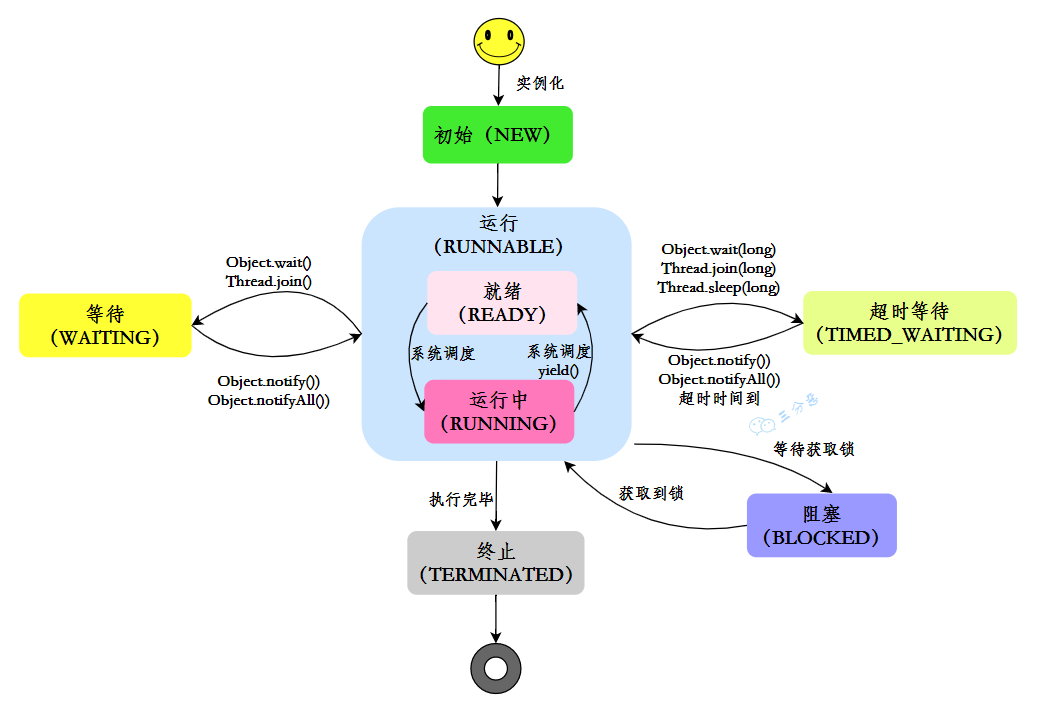 实例化
初始（NEW）
运行
（RUNNABLE）
Object.wait()
Thread.join()
等待
（WAITING）
Object.notify())
Object.notifyAll())
就绪
（READY）
系统调度
系统调度
yield()
运行中
（RUNNING）
Object.wait(long)
Thread.join(long)
Thread.sleep(long)
超时等待
（TIMED_WAITING）
Object.notify())
Object.notifyAll())
超时时间到
三分恶
等待获取锁
获取到锁
阻塞
（BLOCKED）
执行完毕
终止
（TERMINATED）